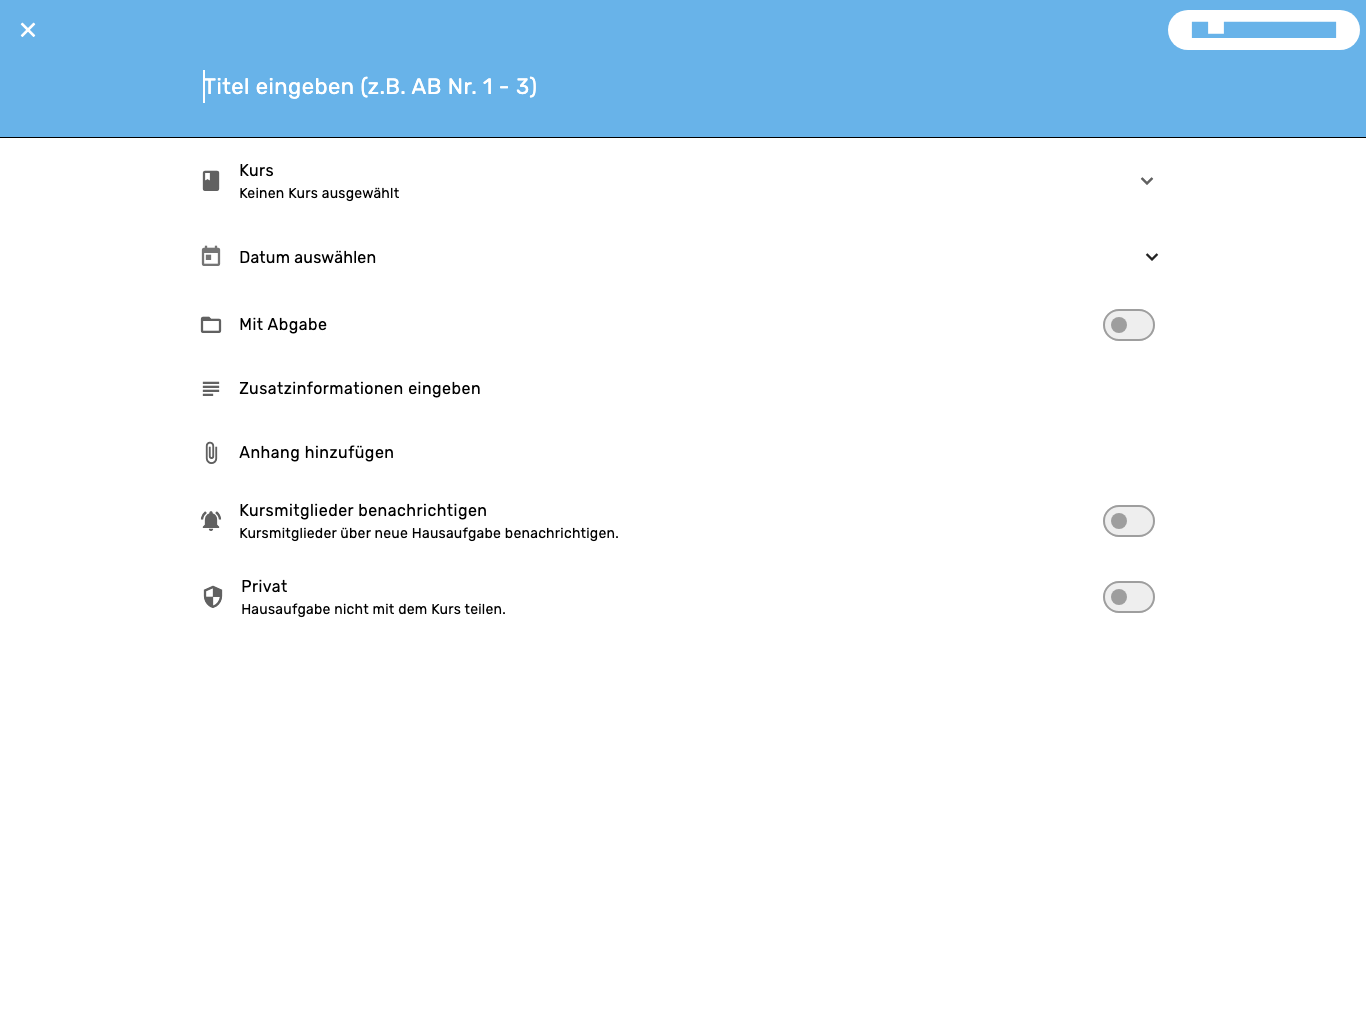 Titel eingeben (z.B. AB Nr. 1 - 3)
Kurs
Keinen Kurs ausgewählt
Datum auswählen
Mit Abgabe
Zusatzinformationen eingeben
Anhang hinzufügen
Kursmitglieder benachrichtigen
Kursmitglieder über neue Hausaufgabe benachrichtigen.
Privat
Hausaufgabe nicht mit dem Kurs teilen.